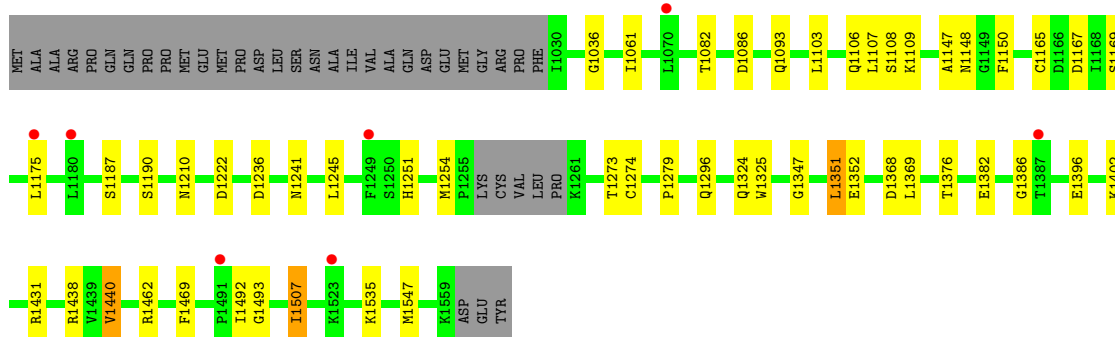 MET ALA ALA ARG PRO GLN GLN PRO PRO MET GLU MET PRO ASP LEU SER ASN ALA ILE VAL ALA GLN ASP GLU MET GLY ARG PRO PHE I1030 G1036 I1061 L1070 T1082 D1086 Q1093 L1103 Q1106 L1107 S1108 K1109 A1147 N1148 G1149 F1150 C1165 D1166 D1167 I1168 S1169
L1175 L1180 S1187 S1190 N1210 D1222 D1236 N1241 L1245 F1249 S1250 H1251 M1254 P1255 LYS CYS VAL LEU PRO K1261 T1273 C1274 P1279 Q1296 Q1324 W1325 G1347 L1351 E1352 D1368 L1369 T1376 E1382 G1386 T1387 E1396
R1431 R1438 V1439 V1440 R1462 F1469 P1491 I1492 G1493 I1507 K1523 K1535 M1547 K1559 ASP GLU TYR